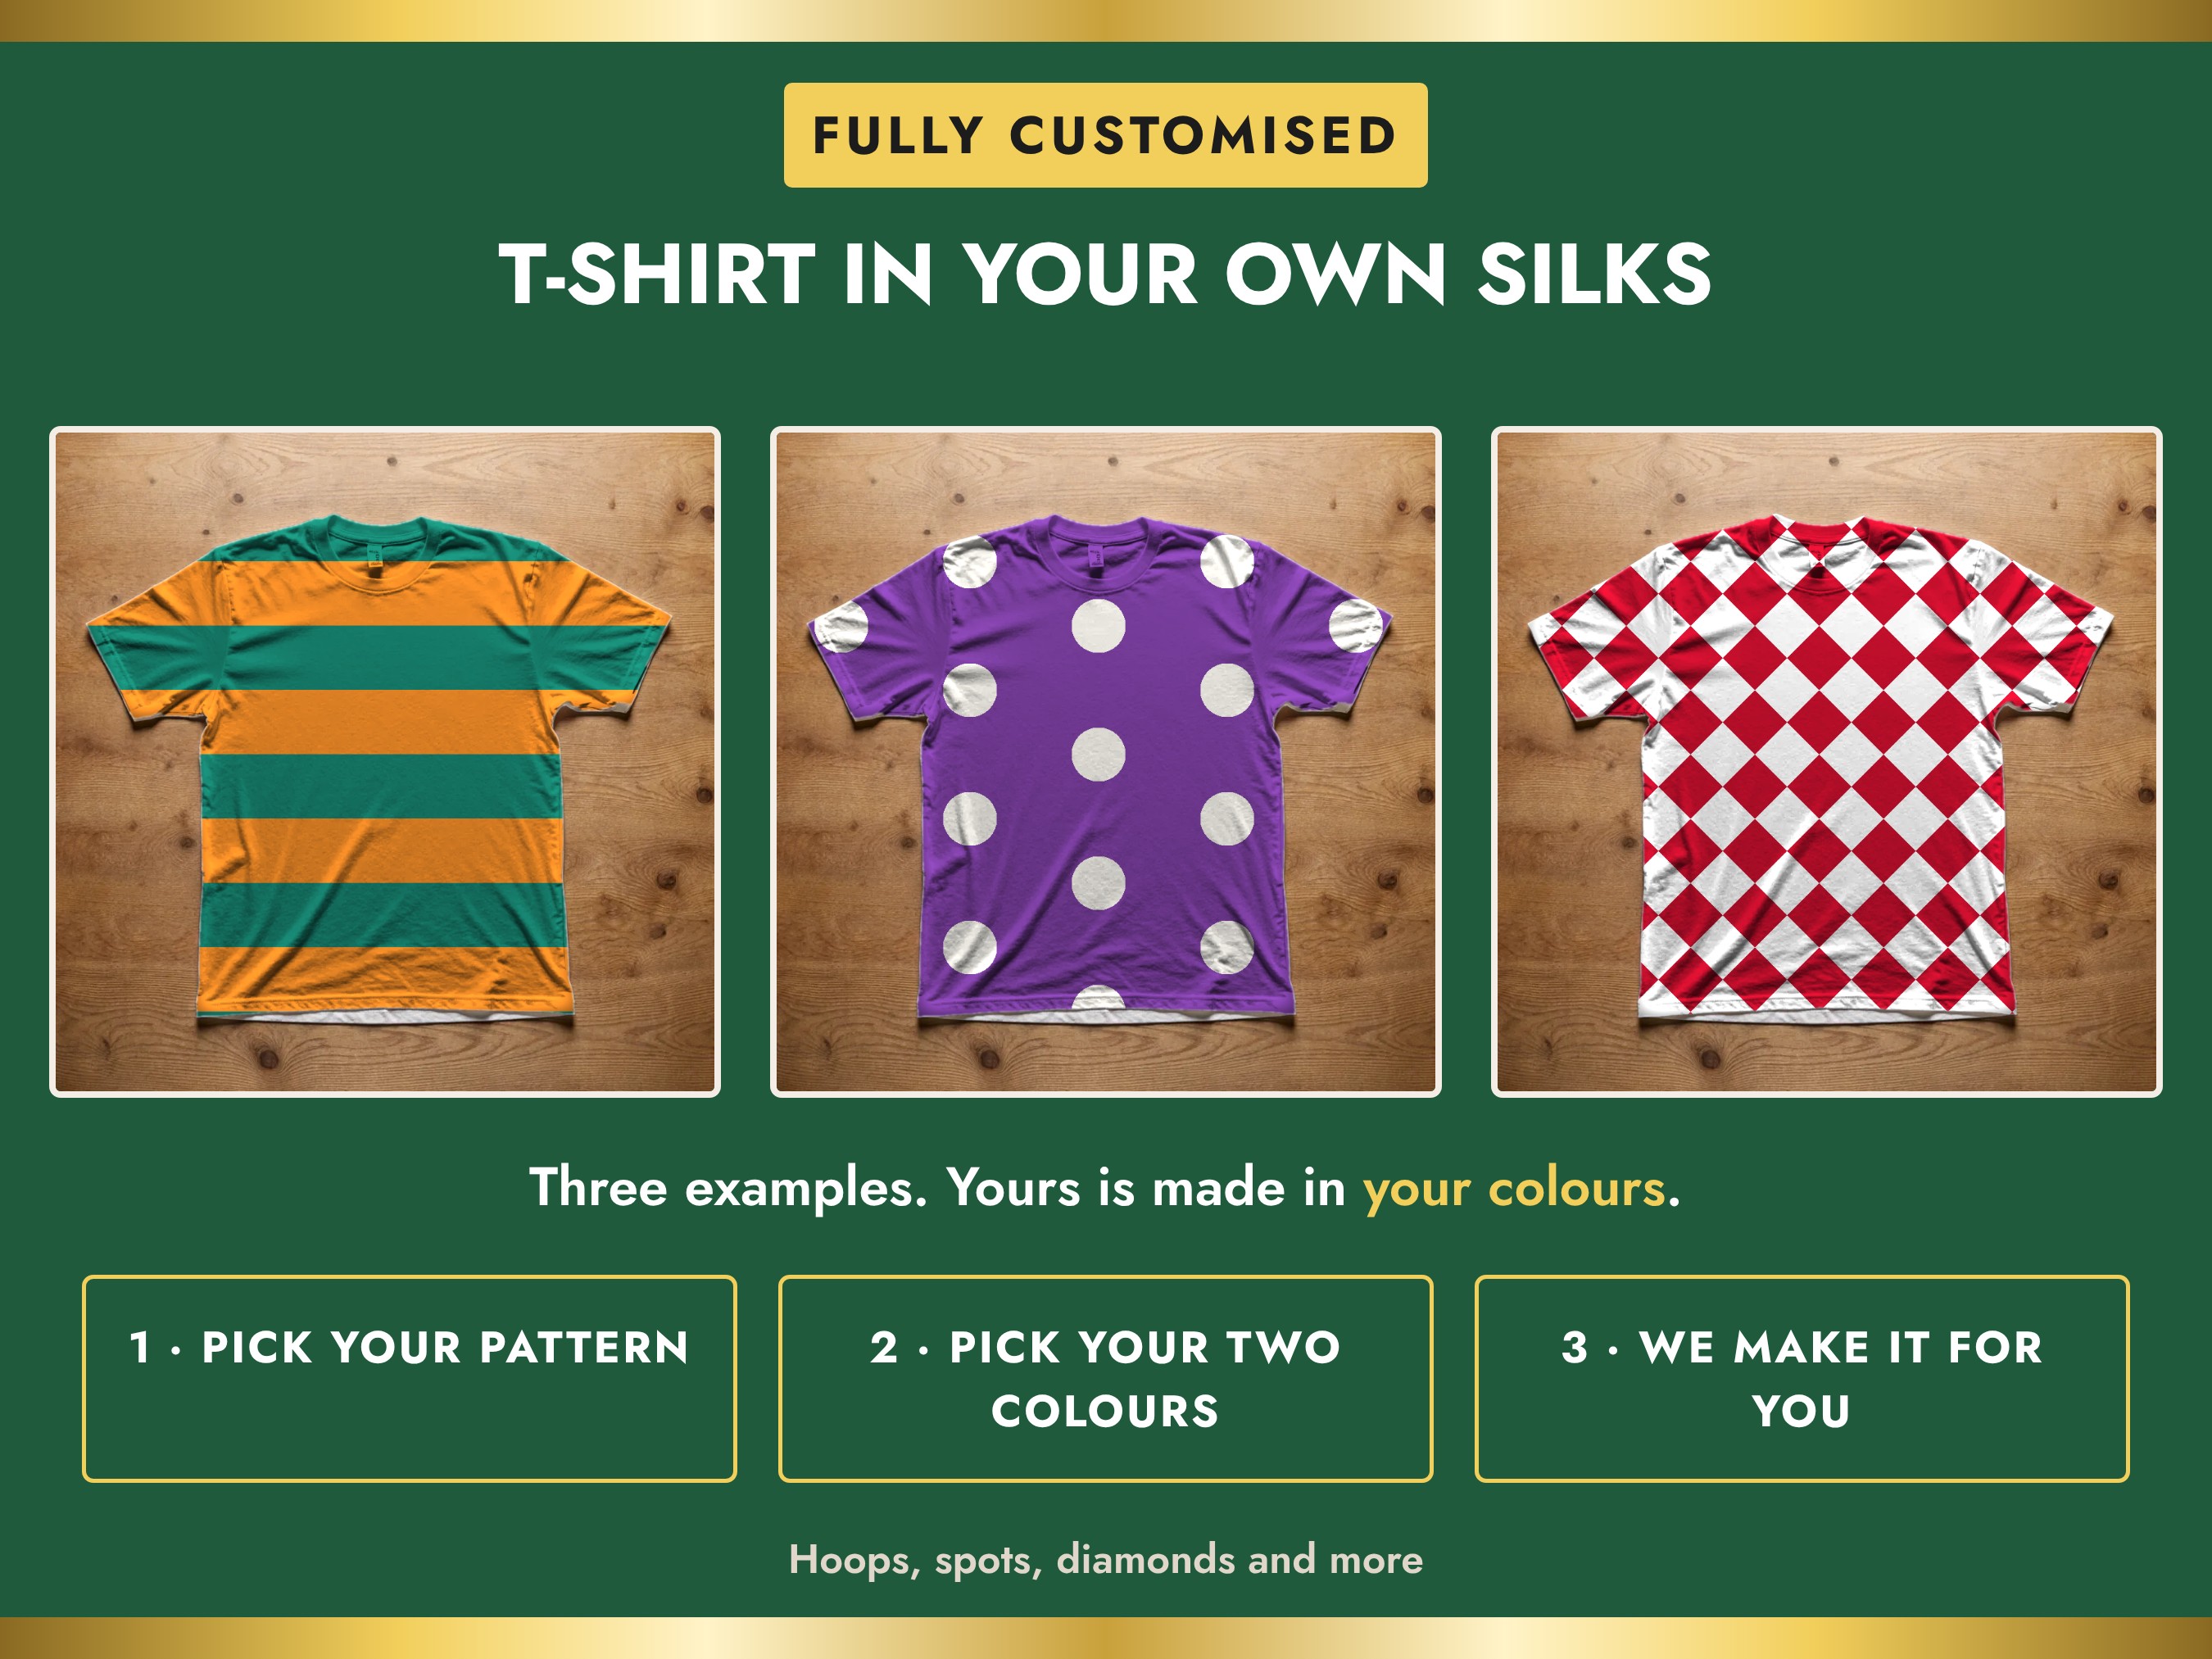 FULLY CUSTOMISED
T-SHIRT IN YOUR OWN SILKS
Three examples. Yours is made in your colours.
1 · PICK YOUR PATTERN
2 · PICK YOUR TWO
COLOURS
3 · WE MAKE IT FOR
YOU
Hoops, spots, diamonds and more